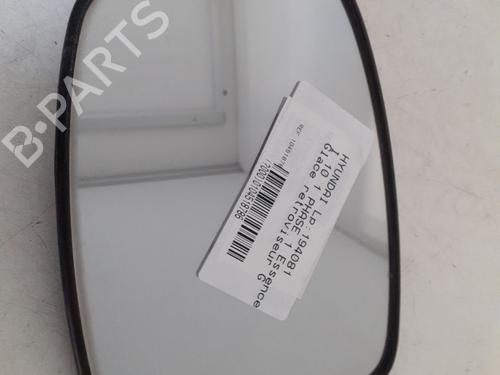 B-PARTS
HYUNDAI LP:194081
I 10 1 PHASE 1 Essence
Glace retroviseur G